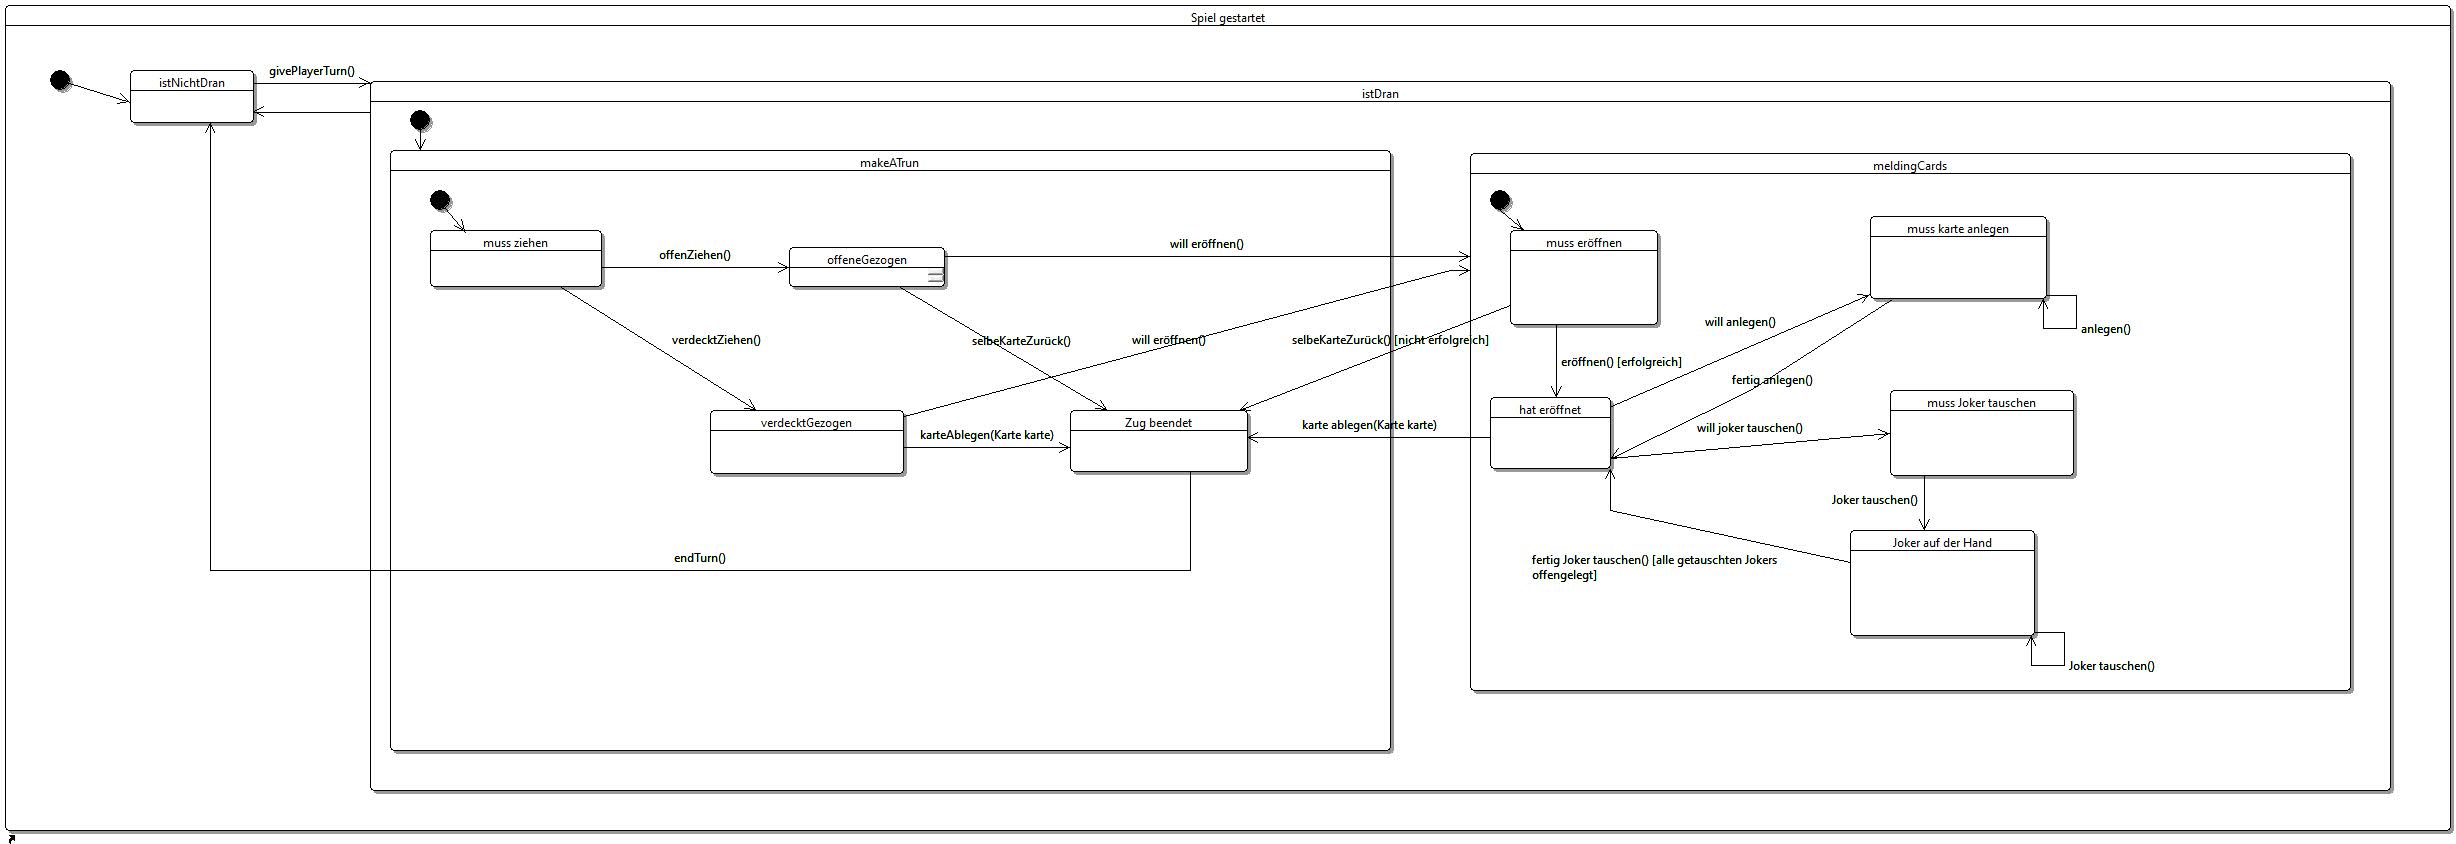 Spiel gestartet
istNichtDran
givePlayerTurn()
istDran
makeATrun
muss ziehen
offenZiehen()
offeneGezogen
will eröffnen()
verdecktZiehen()
selbeKarteZurück()
will eröffnen()
verdecktGezogen
karteAblegen(Karte karte)
Zug beendet
endTurn()
meldingCards
muss eröffnen
selbeKarteZurück() [nicht erfolgreich]
eröffnen() [erfolgreich]
hat eröffnet
karte ablegen(Karte karte)
muss karte anlegen
will anlegen()
anlegen()
fertig anlegen()
muss Joker tauschen
will joker tauschen()
Joker tauschen()
Joker auf der Hand
fertig Joker tauschen() [alle getauschten Jokers
offengelegt]
Joker tauschen()